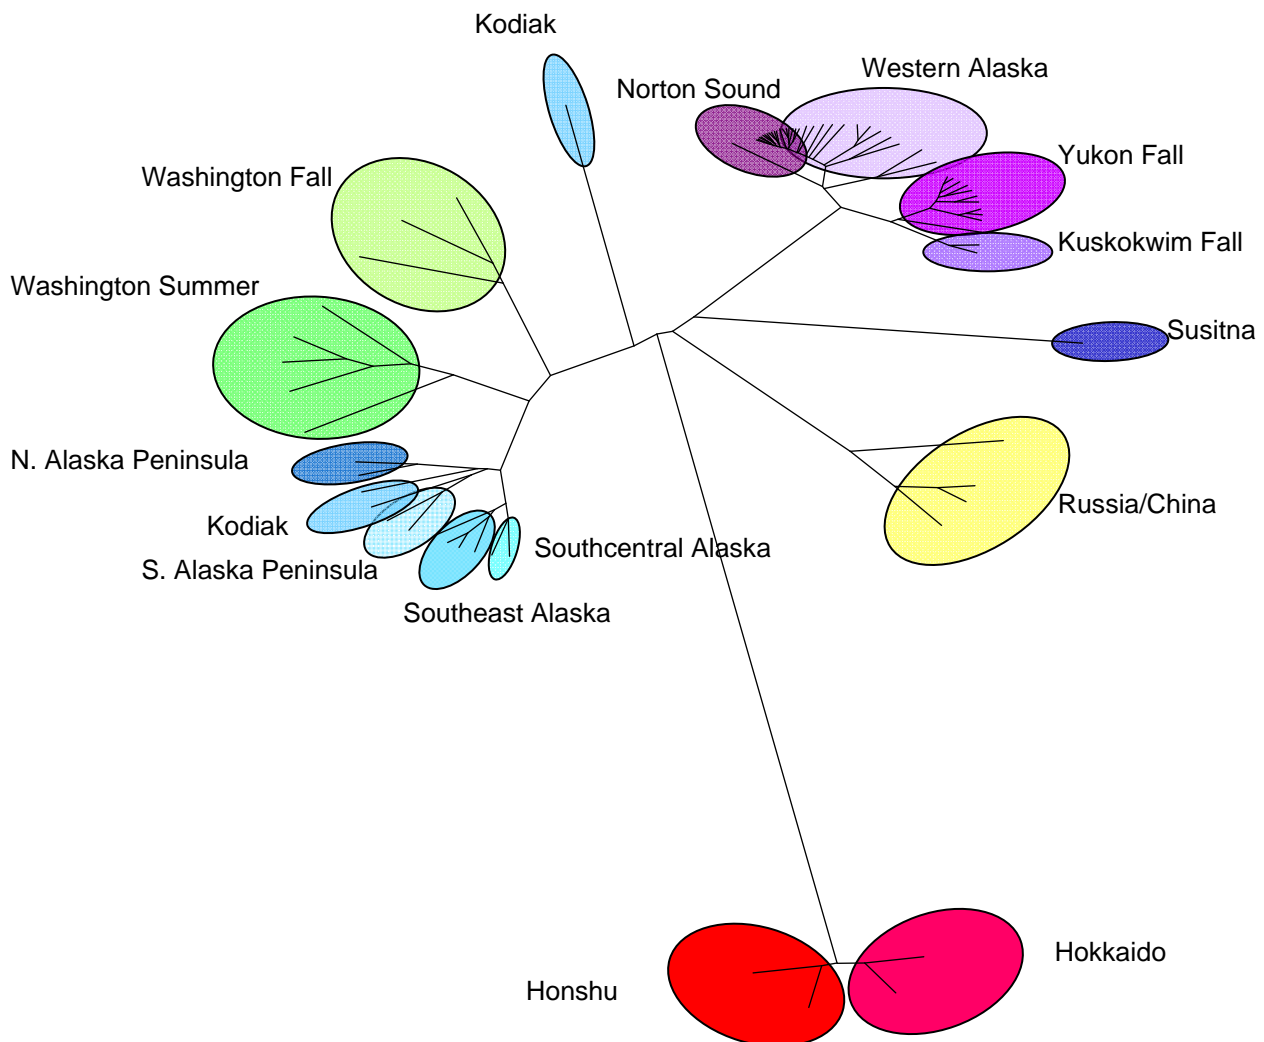 Kodiak
Western Alaska
Norton Sound
Yukon Fall
Washington Fall
Kuskokwim Fall
Washington Summer
Susitna
N. Alaska Peninsula
Russia/China
Kodiak
Southcentral Alaska
S. Alaska Peninsula
Southeast Alaska
Hokkaido
Honshu